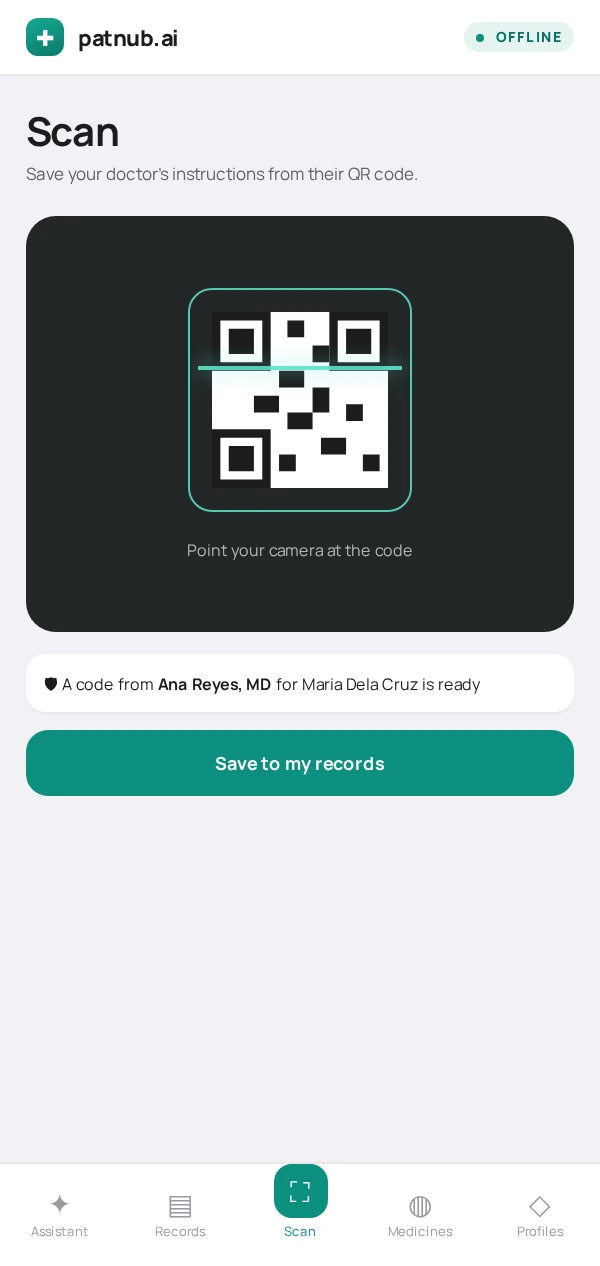 patnub.ai
OFFLINE
Scan
Save your doctor's instructions from their QR code.
Point your camera at the code
A code from Ana Reyes, MD for Maria Dela Cruz is ready
Save to my records
Assistant
Records
Scan
Medicines
Profiles